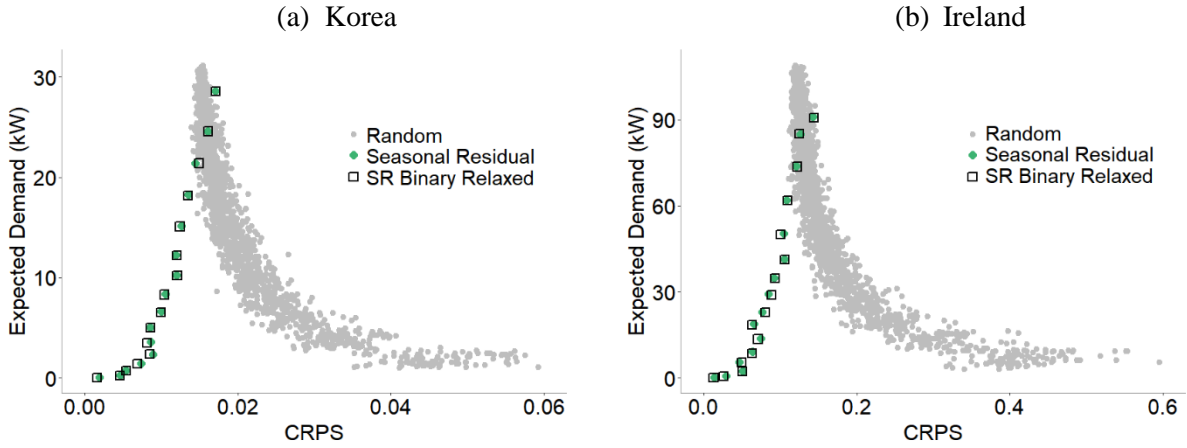 (a) Korea
Expected Demand (kW)
30
20
10
0
0.00 0.02 0.04 0.06
CRPS
Random
Seasonal Residual
SR Binary Relaxed
(b) Ireland
Expected Demand (kW)
90
60
30
0
0.0 0.2 0.4 0.6
CRPS
Random
Seasonal Residual
SR Binary Relaxed